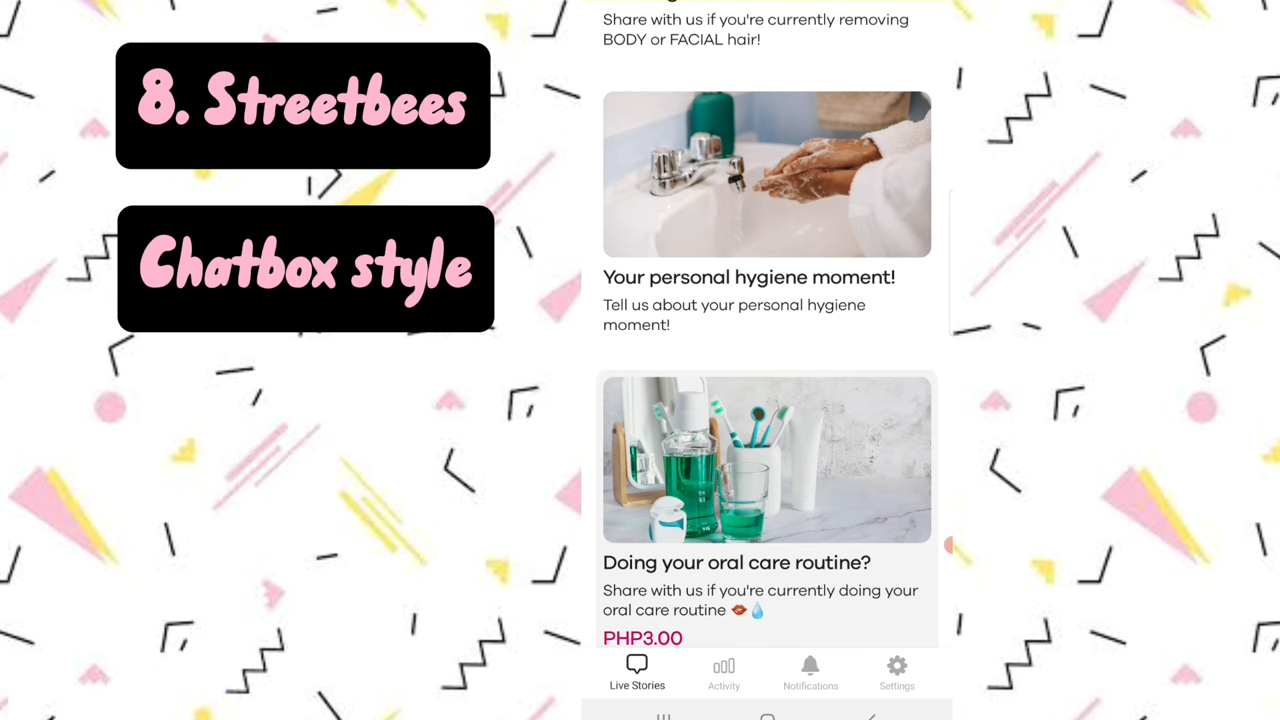 8. Streetbees
Chatbox style
Share with us if you're currently removing
BODY or FACIAL hair!
Your personal hygiene moment!
Tell us about your personal hygiene
moment!
Doing your oral care routine?
Share with us if you're currently doing your
oral care routine 👄💧
PHP3.00
Live Stories
Activity
Notifications
Settings